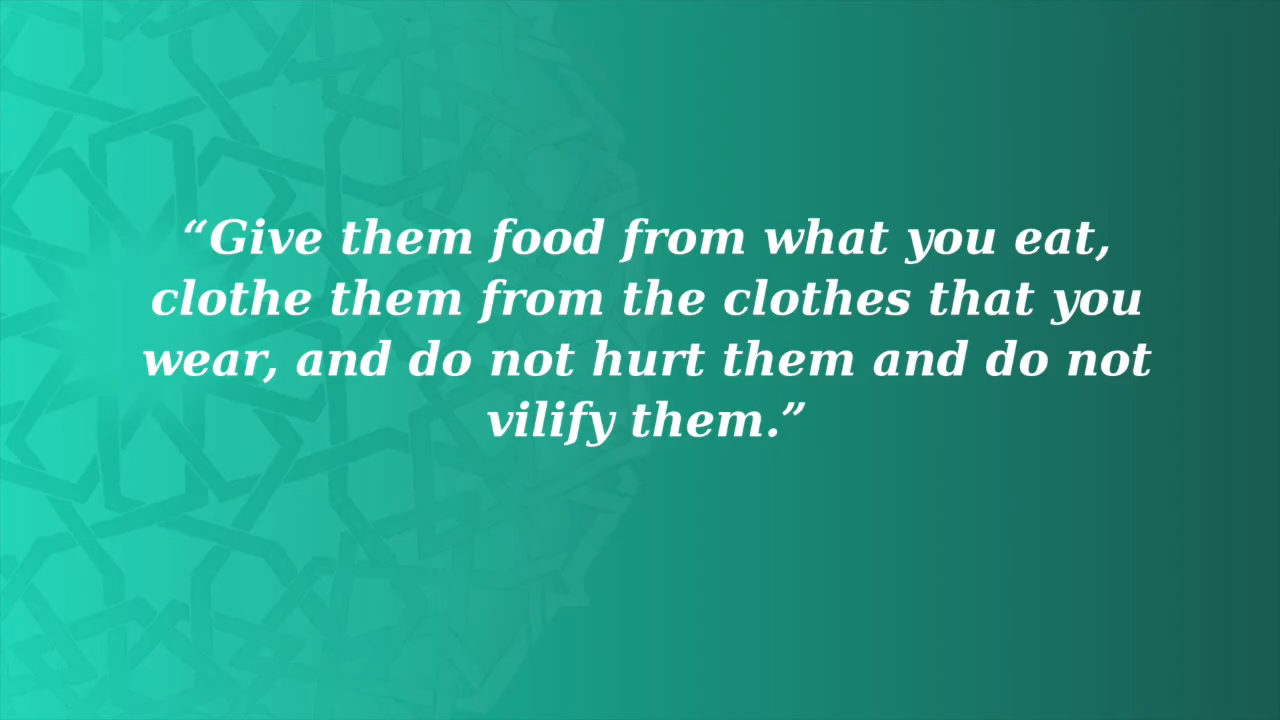 “Give them food from what you eat,
clothe them from the clothes that you
wear, and do not hurt them and do not
vilify them.”